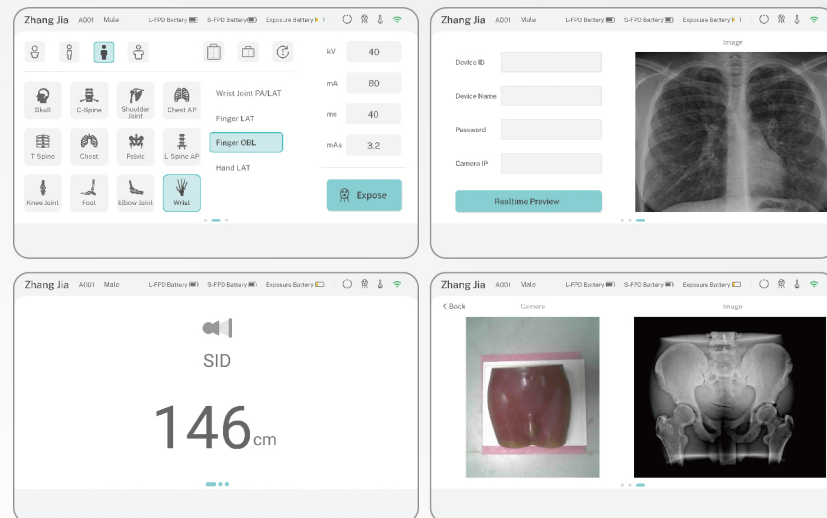 Zhang Jia A001 Male L-FPD Battery S-FPD Battery Exposure Battery
kV 40
mA 80
ms 40
mAs 3.2
Skull C-Spine Shoulder Joint Chest AP
T Spine Chest Pelvic L Spine AP
Knee Joint Foot Elbow Joint Wrist
Wrist Joint PA/LAT
Finger LAT
Finger OBL
Hand LAT
Expose
Zhang Jia A001 Male L-FPD Battery S-FPD Battery Exposure Battery
Image
Device ID
Device Name
Password
Camera IP
Realtime Preview
Zhang Jia A001 Male L-FPD Battery S-FPD Battery Exposure Battery
SID
146cm
Zhang Jia A001 Male L-FPD Battery S-FPD Battery Exposure Battery
< Back Camera Image